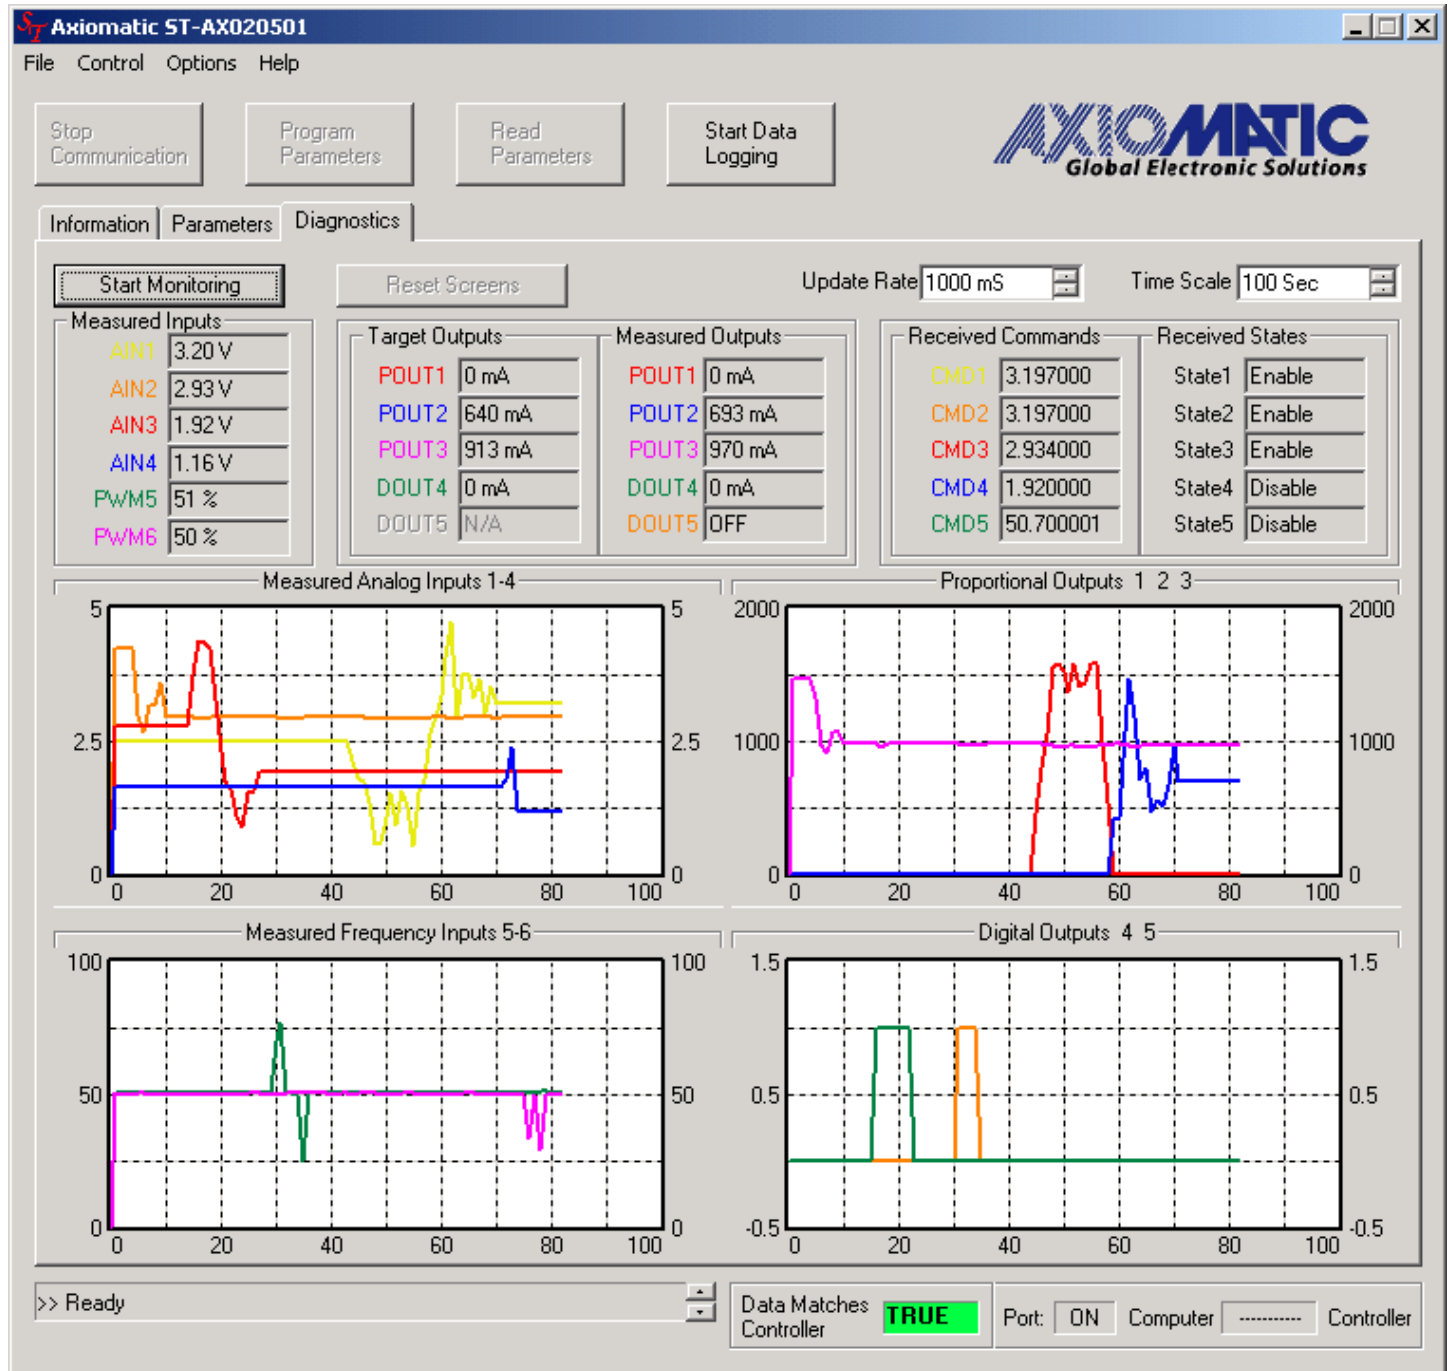 Axiomatic ST-AX020501
File Control Options Help
Stop Communication
Program Parameters
Read Parameters
Start Data Logging
AXIOMATIC
Global Electronic Solutions
Information Parameters Diagnostics
Start Monitoring
Reset Screens
Update Rate 1000 mS
Time Scale 100 Sec
Measured Inputs
AIN1 3.20 V
AIN2 2.93 V
AIN3 1.92 V
AIN4 1.16 V
PWM5 51 %
PWM6 50 %
Target Outputs
POUT1 0 mA
POUT2 640 mA
POUT3 913 mA
DOUT4 0 mA
DOUT5 N/A
Measured Outputs
POUT1 0 mA
POUT2 693 mA
POUT3 970 mA
DOUT4 0 mA
DOUT5 OFF
Received Commands
CMD1 3.197000
CMD2 3.197000
CMD3 2.934000
CMD4 1.920000
CMD5 50.700001
Received States
State1 Enable
State2 Enable
State3 Enable
State4 Disable
State5 Disable
Measured Analog Inputs 1-4
5 5
2.5 2.5
0 0
0 20 40 60 80 100
Proportional Outputs 1 2 3
2000 2000
1000 1000
0 0
0 20 40 60 80 100
Measured Frequency Inputs 5-6
100 100
50 50
0 0
0 20 40 60 80 100
Digital Outputs 4 5
1.5 1.5
0.5 0.5
-0.5 -0.5
0 20 40 60 80 100
>> Ready
Data Matches Controller TRUE
Port: ON Computer ---------- Controller